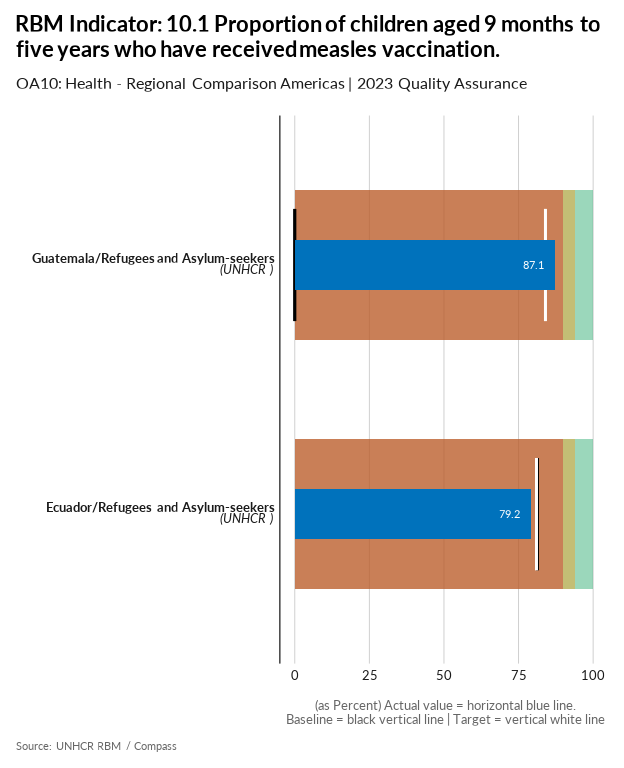 RBM Indicator: 10.1 Proportion of children aged 9 months to
five years who have received measles vaccination.
OA10: Health - Regional Comparison Americas | 2023 Quality Assurance
Guatemala/Refugees and Asylum-seekers
(UNHCR )
87.1
Ecuador/Refugees and Asylum-seekers
(UNHCR )
79.2
0 25 50 75 100
(as Percent) Actual value = horizontal blue line.
Baseline = black vertical line | Target = vertical white line
Source: UNHCR RBM / Compass